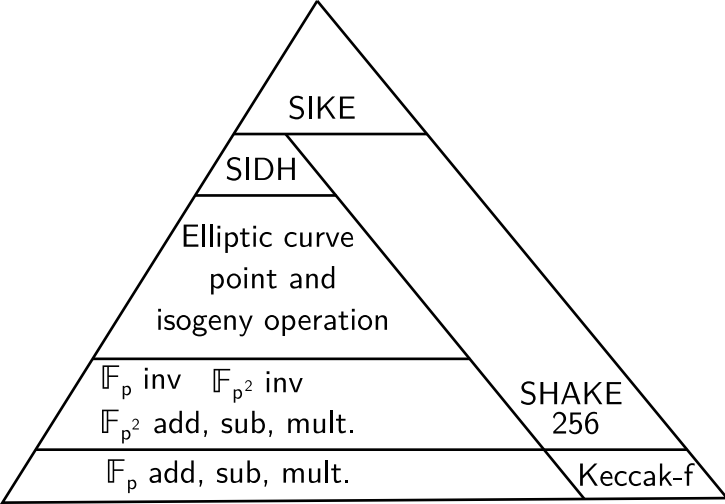 SIKE
SIDH
Elliptic curve
point and
isogeny operation
𝔽p inv 𝔽p² inv
𝔽p² add, sub, mult.
SHAKE
256
𝔽p add, sub, mult.
Keccak-f